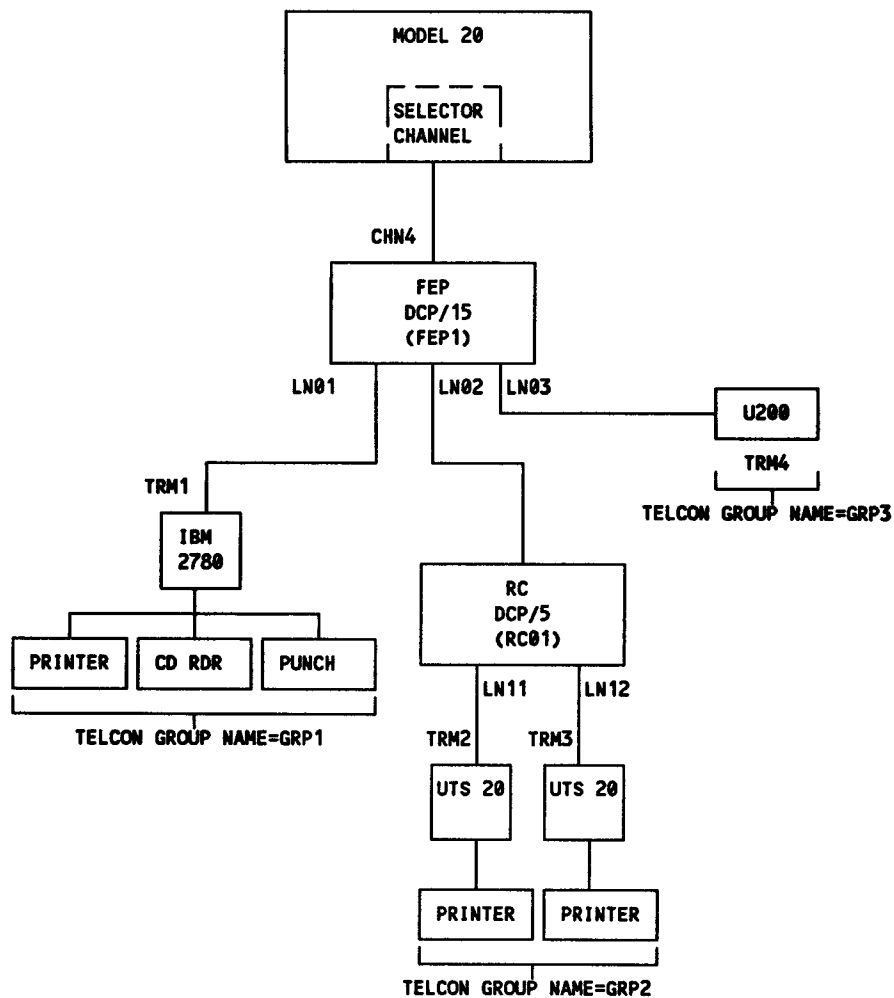 MODEL 20
SELECTOR
CHANNEL
CHN4
FEP
DCP/15
(FEP1)
LN01
LN02
LN03
U200
TRM4
TELCON GROUP NAME=GRP3
TRM1
IBM
2780
RC
DCP/5
(RC01)
PRINTER
CD RDR
PUNCH
TELCON GROUP NAME=GRP1
LN11
LN12
TRM2
TRM3
UTS 20
UTS 20
PRINTER
PRINTER
TELCON GROUP NAME=GRP2